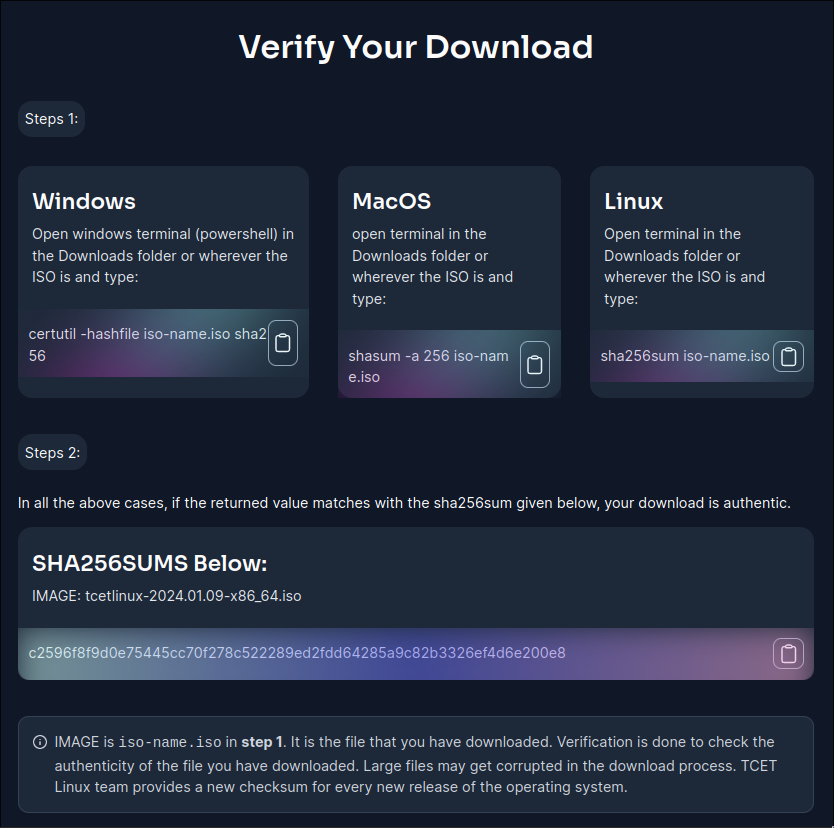 Verify Your Download
Steps 1:
Windows
Open windows terminal (powershell) in
the Downloads folder or wherever the
ISO is and type:
certutil -hashfile iso-name.iso sha2
56
MacOS
open terminal in the
Downloads folder or
wherever the ISO is and
type:
shasum -a 256 iso-nam
e.iso
Linux
Open terminal in the
Downloads folder or
wherever the ISO is and
type:
sha256sum iso-name.iso
Steps 2:
In all the above cases, if the returned value matches with the sha256sum given below, your download is authentic.
SHA256SUMS Below:
IMAGE: tcetlinux-2024.01.09-x86_64.iso
c2596f8f9d0e75445cc70f278c522289ed2fdd64285a9c82b3326ef4d6e200e8
IMAGE is iso-name.iso in step 1. It is the file that you have downloaded. Verification is done to check the
authenticity of the file you have downloaded. Large files may get corrupted in the download process. TCET
Linux team provides a new checksum for every new release of the operating system.